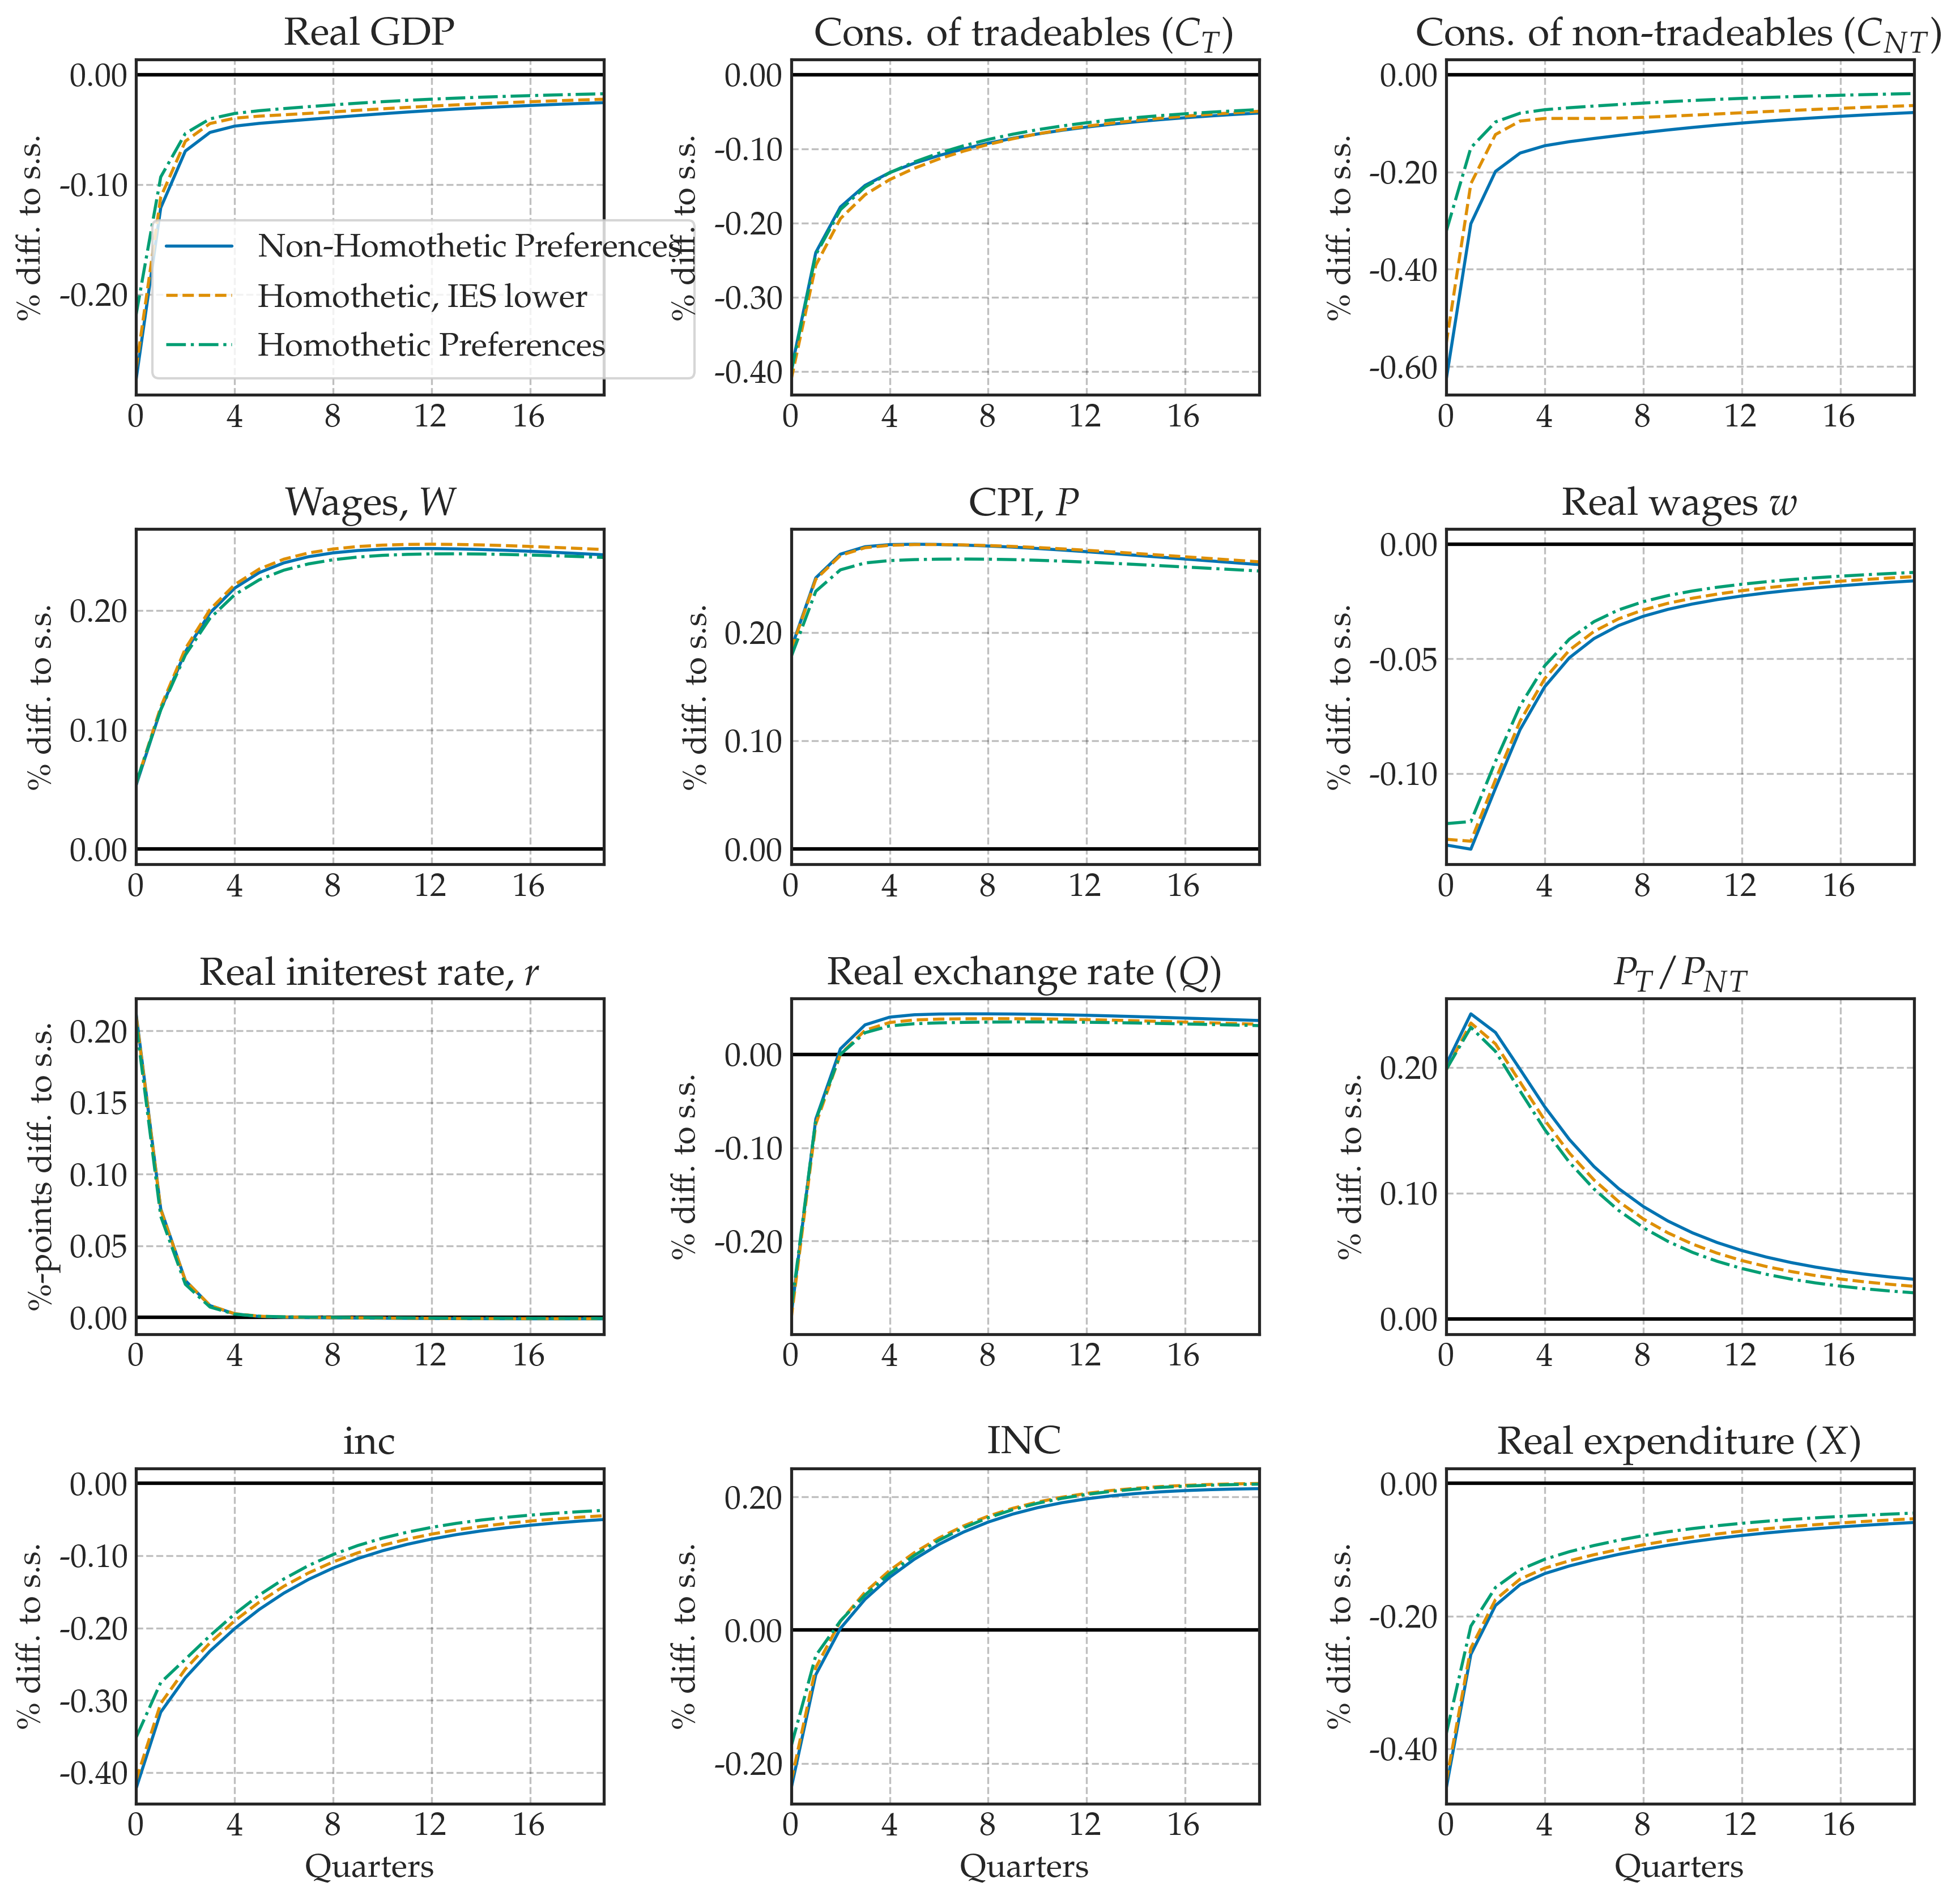 Real GDP
% diff. to s.s.
0.00
-0.10
-0.20
0 4 8 12 16
Non-Homothetic Preferences
Homothetic, IES lower
Homothetic Preferences
Cons. of tradeables (C_T)
% diff. to s.s.
0.00
-0.10
-0.20
-0.30
-0.40
0 4 8 12 16
Cons. of non-tradeables (C_NT)
% diff. to s.s.
0.00
-0.20
-0.40
-0.60
0 4 8 12 16
Wages, W
% diff. to s.s.
0.20
0.10
0.00
0 4 8 12 16
CPI, P
% diff. to s.s.
0.20
0.10
0.00
0 4 8 12 16
Real wages w
% diff. to s.s.
0.00
-0.05
-0.10
0 4 8 12 16
Real initerest rate, r
%-points diff. to s.s.
0.20
0.15
0.10
0.05
0.00
0 4 8 12 16
Real exchange rate (Q)
% diff. to s.s.
0.00
-0.10
-0.20
0 4 8 12 16
P_T/P_NT
% diff. to s.s.
0.20
0.10
0.00
0 4 8 12 16
inc
% diff. to s.s.
0.00
-0.10
-0.20
-0.30
-0.40
0 4 8 12 16
Quarters
INC
% diff. to s.s.
0.20
0.00
-0.20
0 4 8 12 16
Quarters
Real expenditure (X)
% diff. to s.s.
0.00
-0.20
-0.40
0 4 8 12 16
Quarters